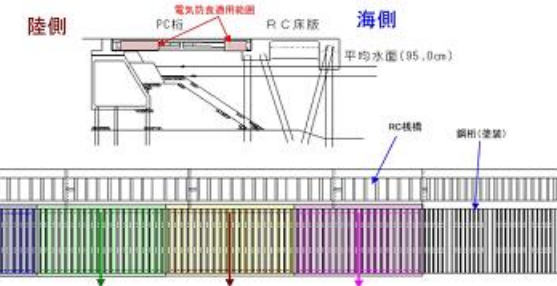 電気防食適用範囲
陸側
PC桁
RC床版
海側
平均水面(95.0cm)
RC桟橋
鋼桁(塗装)